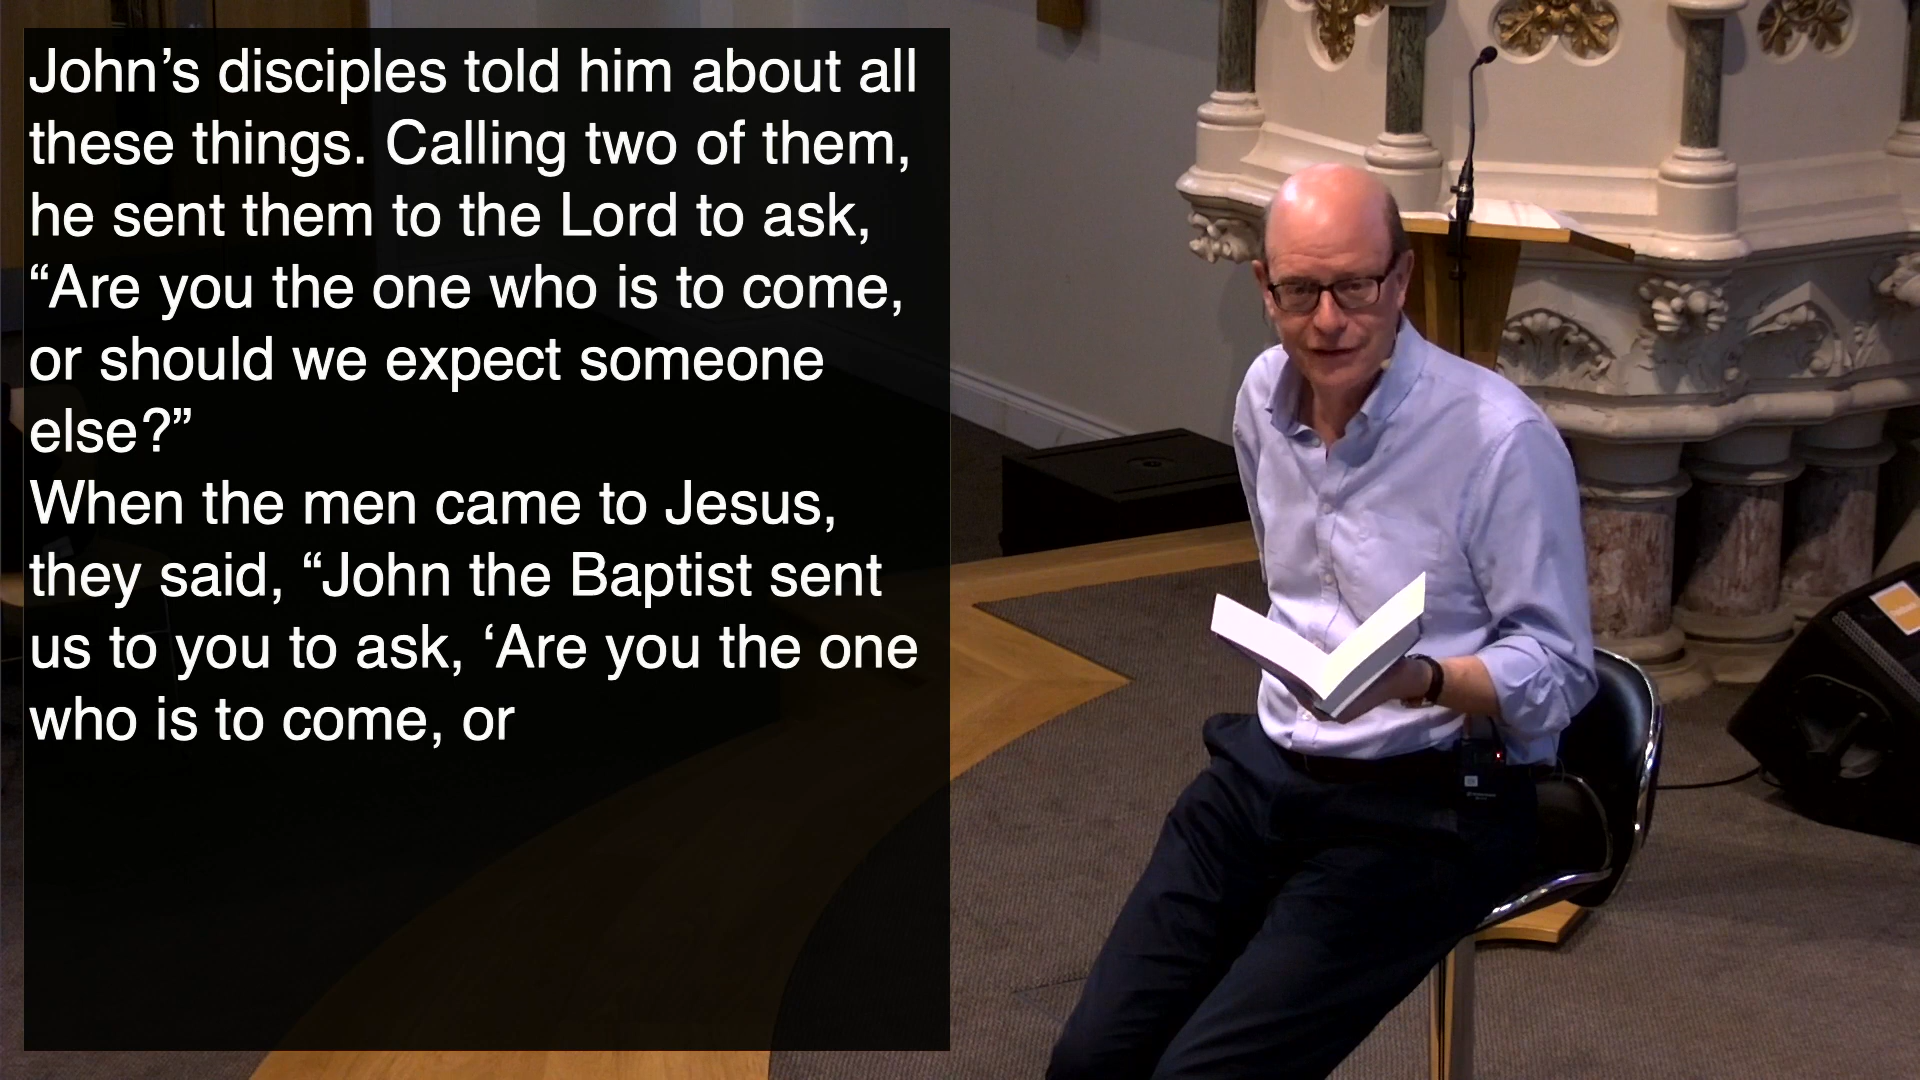 John’s disciples told him about all
these things. Calling two of them,
he sent them to the Lord to ask,
“Are you the one who is to come,
or should we expect someone
else?”
When the men came to Jesus,
they said, “John the Baptist sent
us to you to ask, ‘Are you the one
who is to come, or